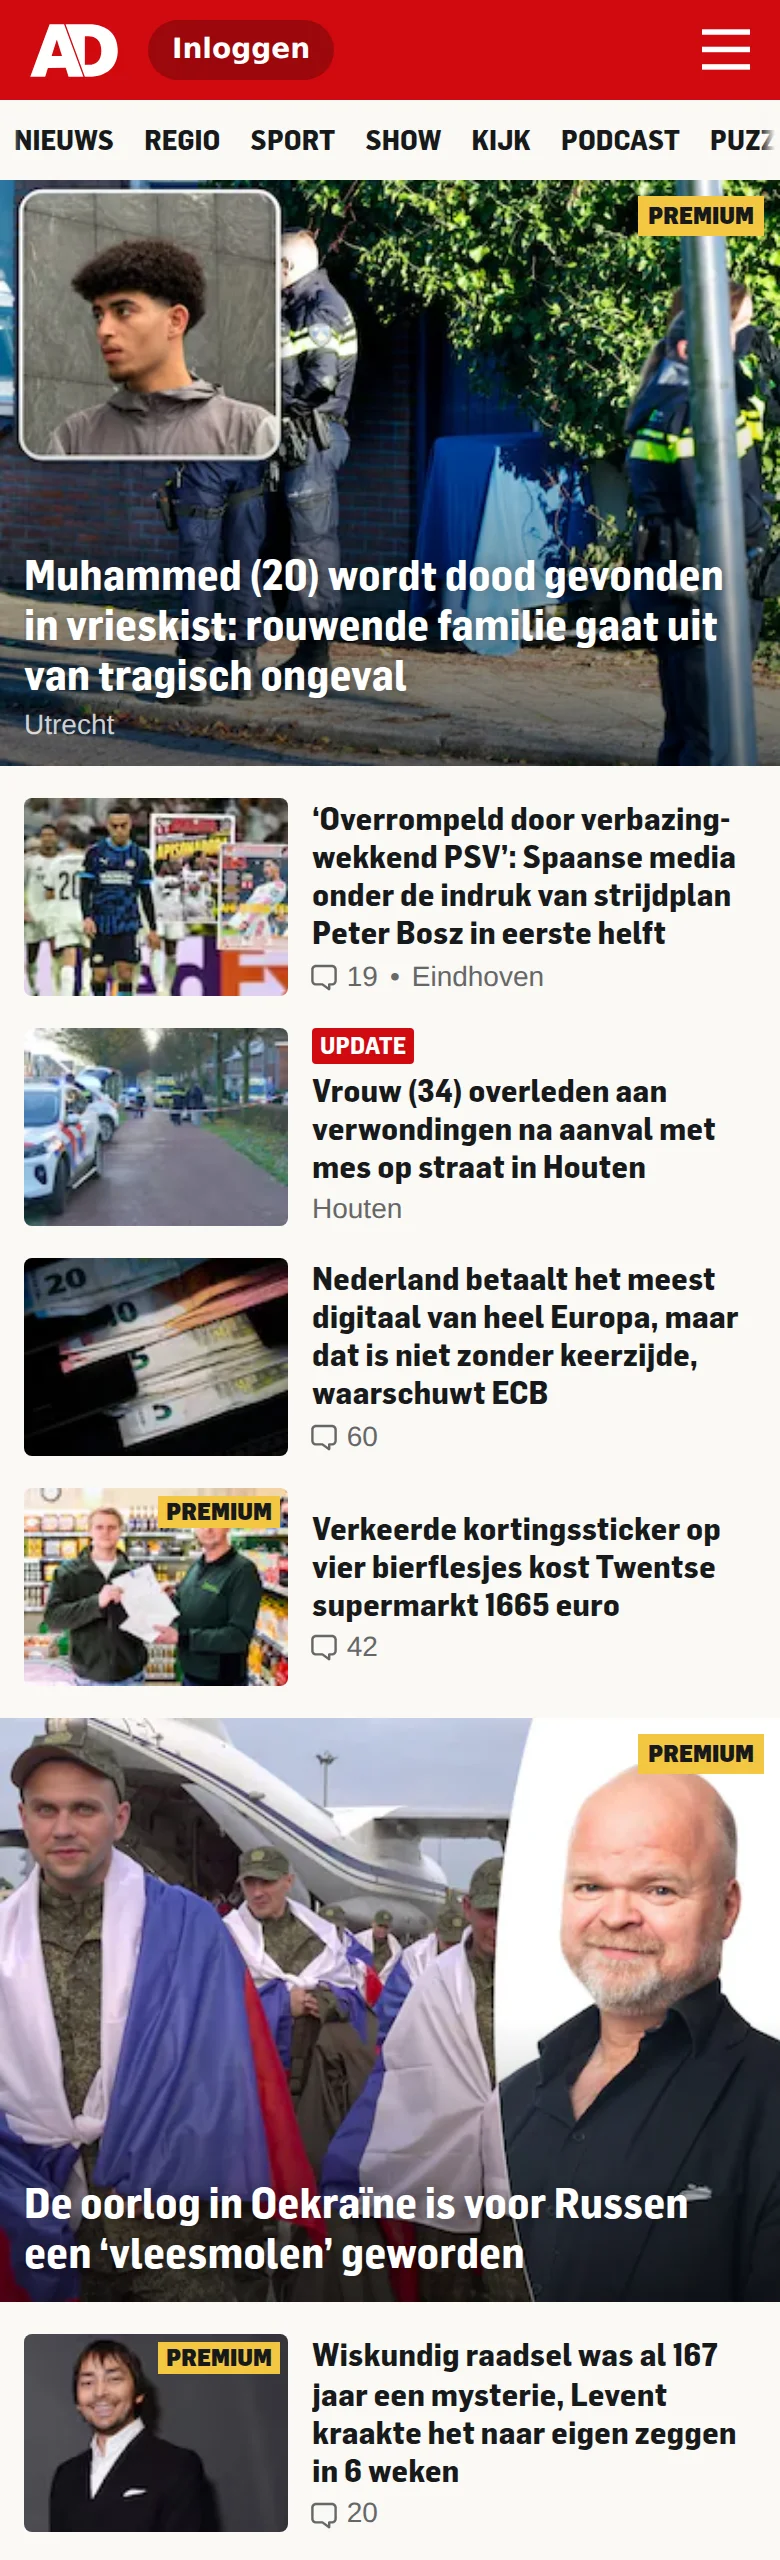 AD
Inloggen
NIEUWS REGIO SPORT SHOW KIJK PODCAST PUZZ
PREMIUM
Muhammed (20) wordt dood gevonden
in vrieskist: rouwende familie gaat uit
van tragisch ongeval
Utrecht
‘Overrompeld door verbazing-
wekkend PSV’: Spaanse media
onder de indruk van strijdplan
Peter Bosz in eerste helft
19 • Eindhoven
UPDATE
Vrouw (34) overleden aan
verwondingen na aanval met
mes op straat in Houten
Houten
20
5
Nederland betaalt het meest
digitaal van heel Europa, maar
dat is niet zonder keerzijde,
waarschuwt ECB
60
PREMIUM
Verkeerde kortingssticker op
vier bierflesjes kost Twentse
supermarkt 1665 euro
42
PREMIUM
De oorlog in Oekraïne is voor Russen
een ‘vleesmolen’ geworden
PREMIUM
Wiskundig raadsel was al 167
jaar een mysterie, Levent
kraakte het naar eigen zeggen
in 6 weken
20